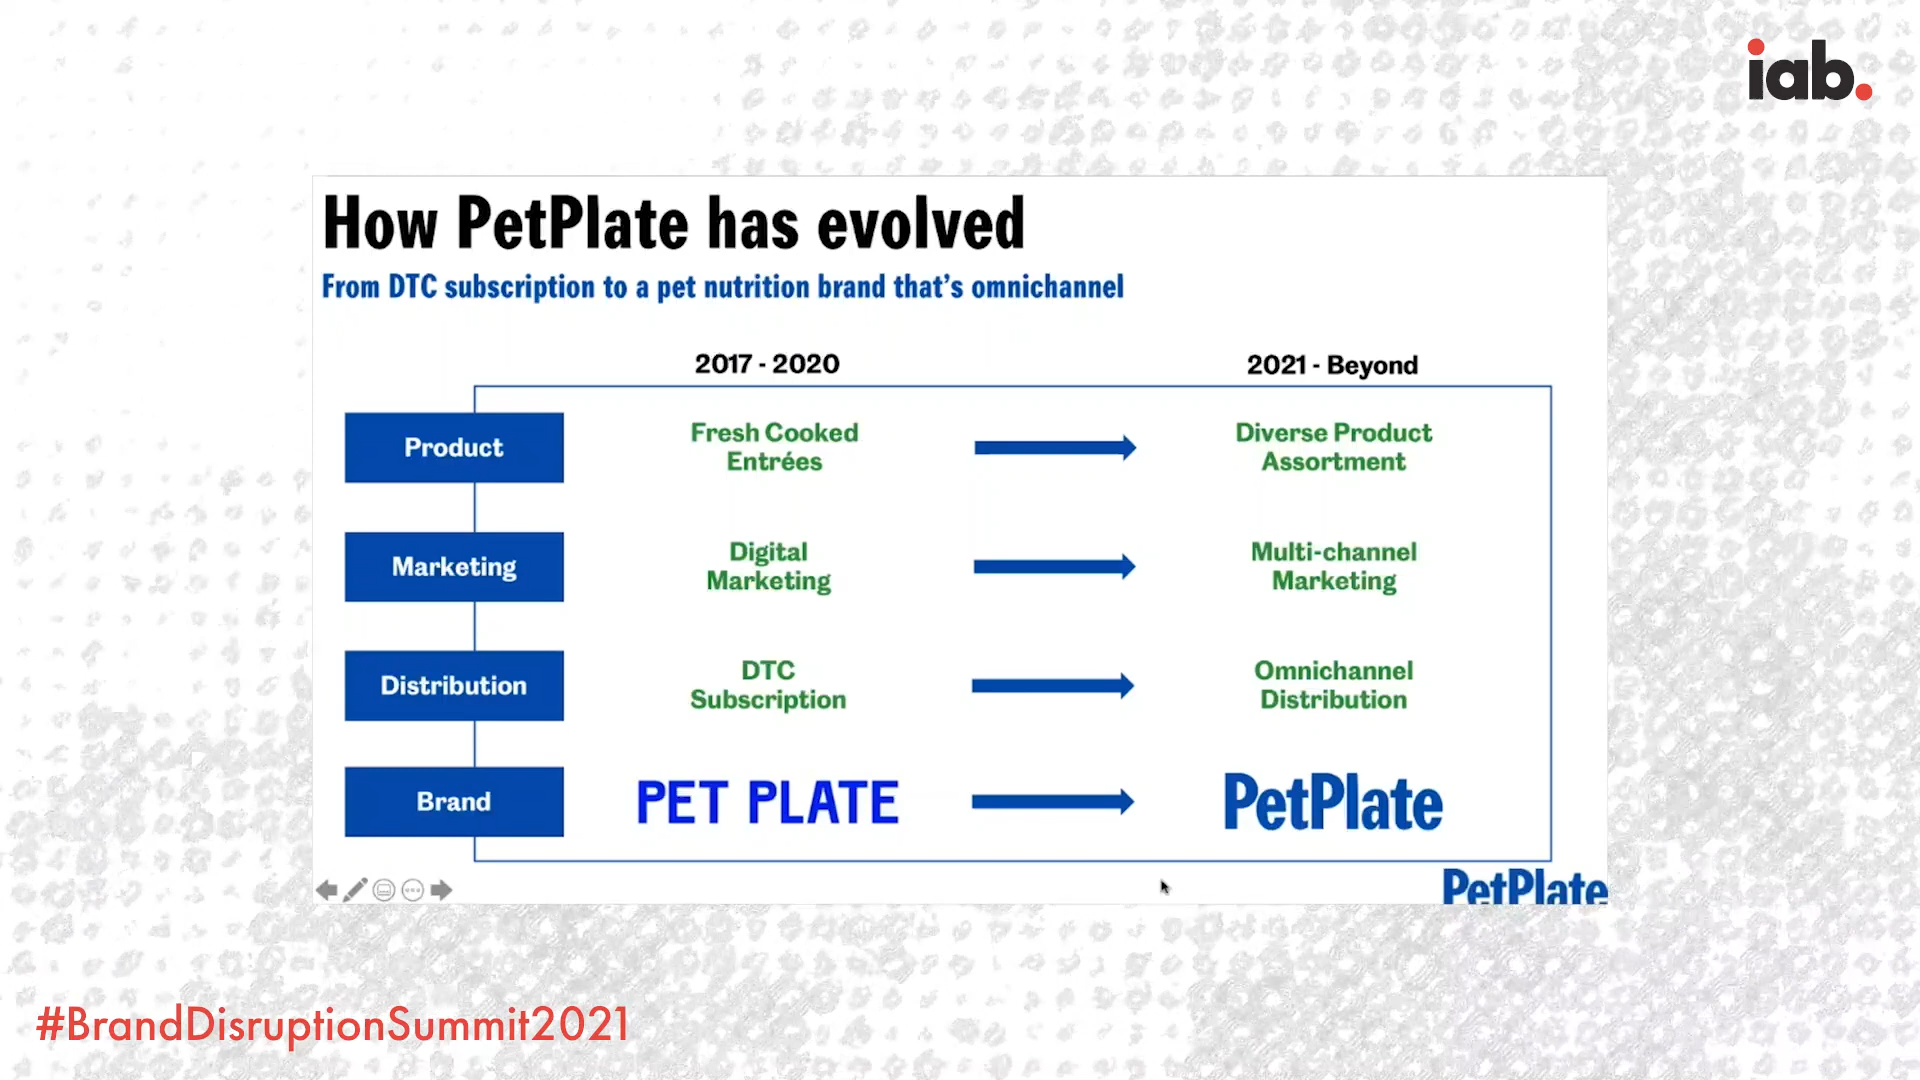 iab.
How PetPlate has evolved
From DTC subscription to a pet nutrition brand that's omnichannel
2017 - 2020
2021 - Beyond
Product
Fresh Cooked
Entrées
Diverse Product
Assortment
Marketing
Digital
Marketing
Multi-channel
Marketing
Distribution
DTC
Subscription
Omnichannel
Distribution
Brand
PET PLATE
PetPlate
PetPlate
#BrandDisruptionSummit2021